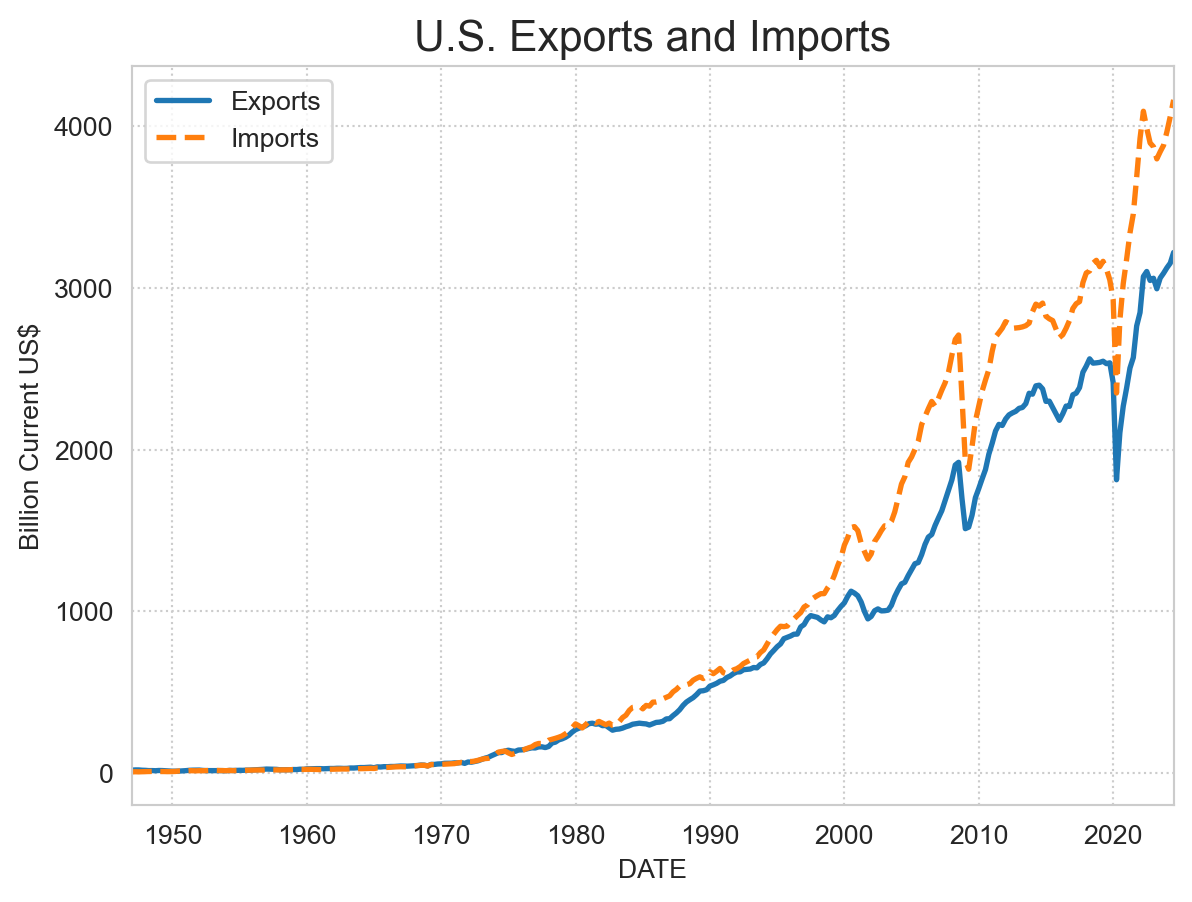 U.S. Exports and Imports
Exports
Imports
4000
3000
2000
1000
0
Billion Current US$
1950 1960 1970 1980 1990 2000 2010 2020
DATE